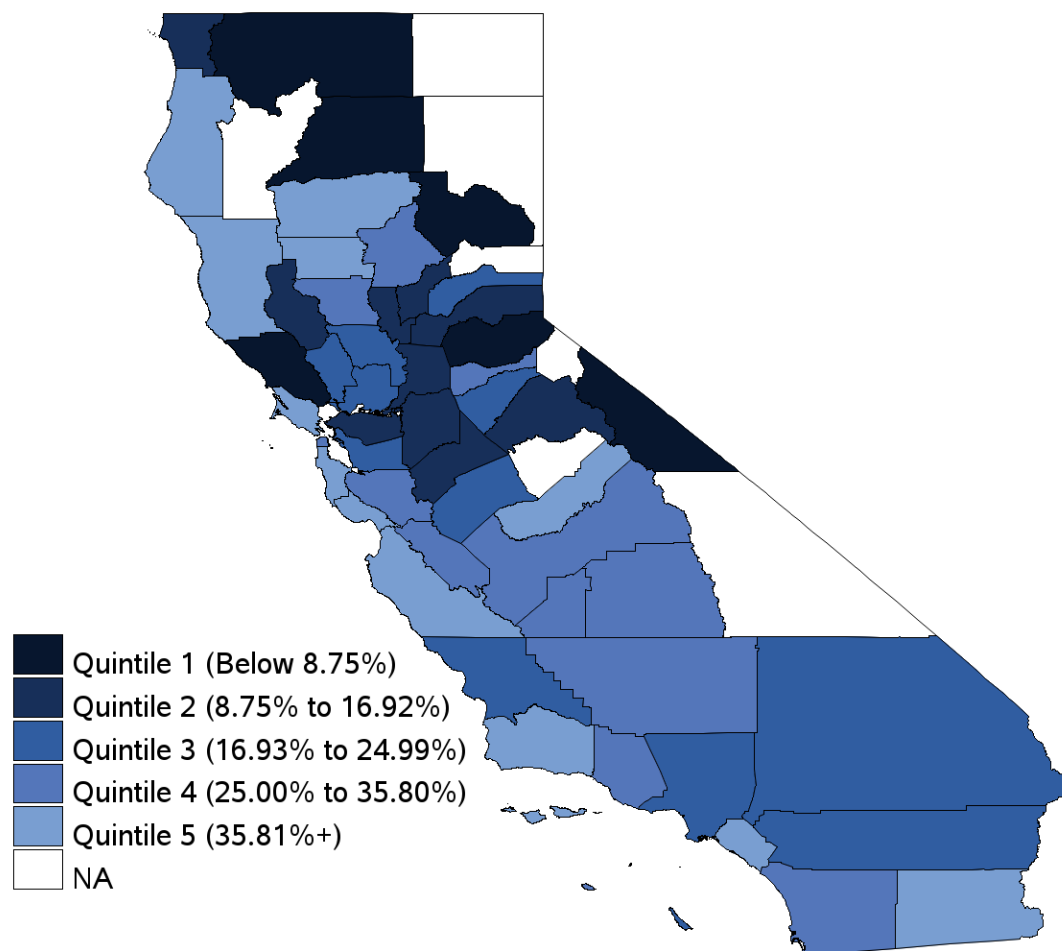 Quintile 1 (Below 8.75%)
Quintile 2 (8.75% to 16.92%)
Quintile 3 (16.93% to 24.99%)
Quintile 4 (25.00% to 35.80%)
Quintile 5 (35.81%+)
NA